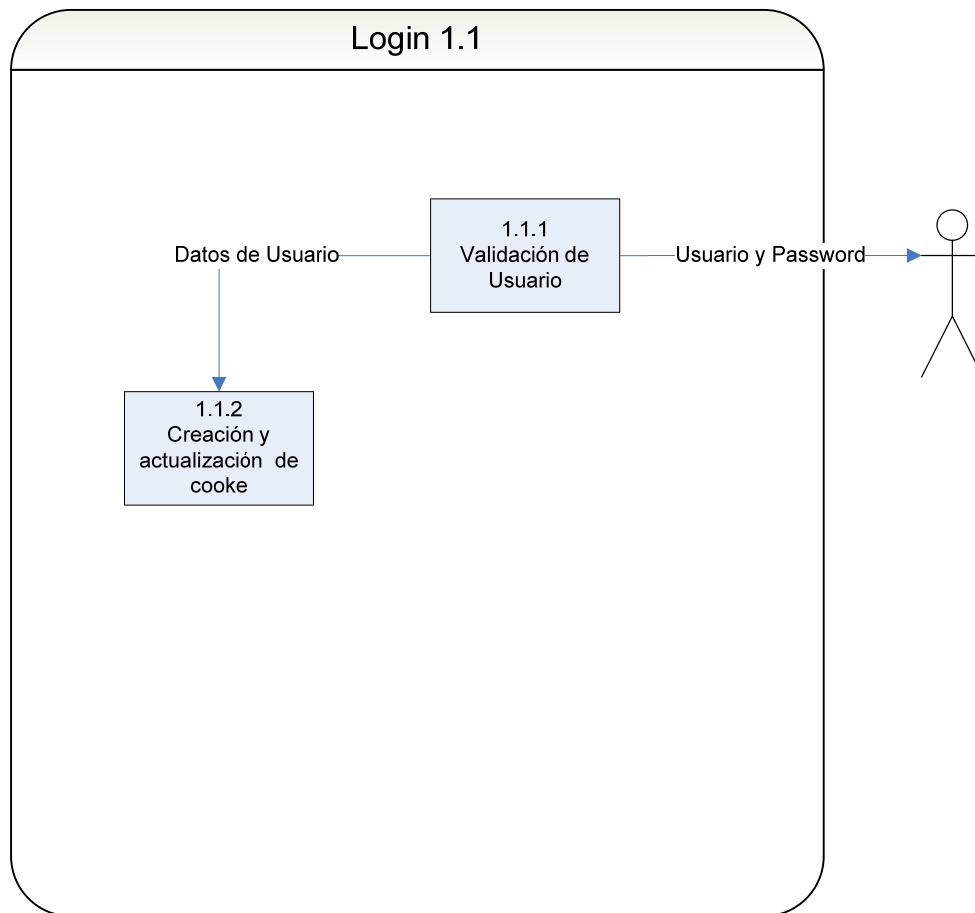 Login 1.1
1.1.1
Validación de
Usuario
Datos de Usuario
Usuario y Password
1.1.2
Creación y
actualización de
cooke